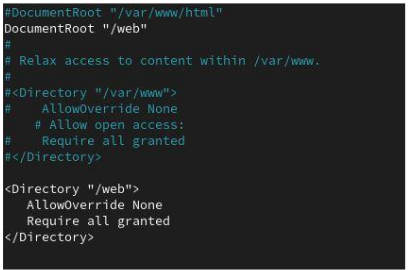 #DocumentRoot "/var/www/html"
DocumentRoot "/web"
#
# Relax access to content within /var/www.
#
#<Directory "/var/www">
#    AllowOverride None
    # Allow open access:
#    Require all granted
#</Directory>

<Directory "/web">
   AllowOverride None
   Require all granted
</Directory>